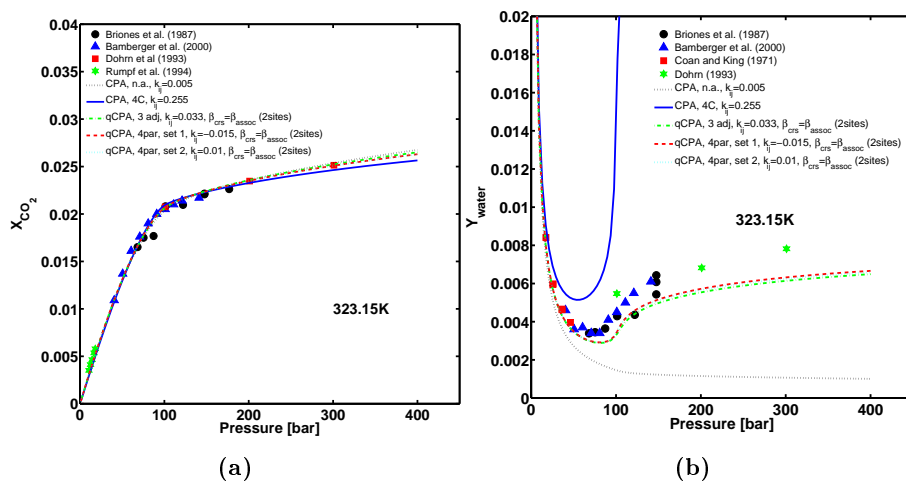 0.04
0.035
0.03
0.025
0.02
0.015
0.01
0.005
0
X_CO2
Briones et al. (1987)
Bamberger et al. (2000)
Dohrn et al (1993)
Rumpf et al. (1994)
CPA, n.a., k_ij=0.005
CPA, 4C, k_ij=0.255
qCPA, 3 adj, k_ij=0.033, β_crs=β_assoc (2sites)
qCPA, 4par, set 1, k_ij=−0.015, β_crs=β_assoc (2sites)
qCPA, 4par, set 2, k_ij=0.01, β_crs=β_assoc (2sites)
323.15K
0 100 200 300 400
Pressure [bar]
(a)
0.02
0.018
0.016
0.014
0.012
0.01
0.008
0.006
0.004
0.002
0
Y_water
Briones et al. (1987)
Bamberger et al. (2000)
Coan and King (1971)
Dohrn (1993)
CPA, n.a., k_ij=0.005
CPA, 4C, k_ij=0.255
qCPA, 3 adj, k_ij=0.033, β_crs=β_assoc (2sites)
qCPA, 4par, set 1, k_ij=−0.015, β_crs=β_assoc (2sites)
qCPA, 4par, set 2, k_ij=0.01, β_crs=β_assoc (2sites)
323.15K
0 100 200 300 400
Pressure [bar]
(b)